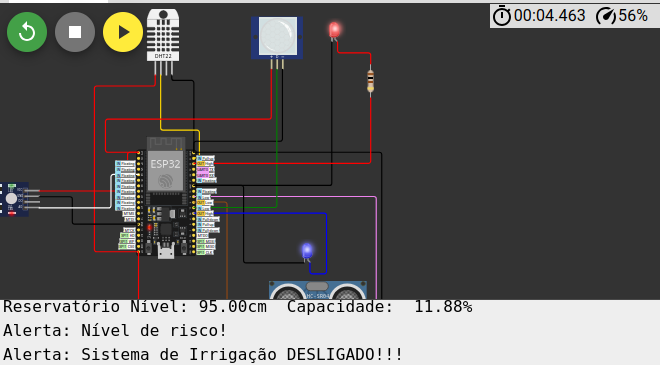 00:04.463 56%
DHT22
ESP32
HC-SR04
Reservatório Nível: 95.00cm  Capacidade:  11.88%
Alerta: Nível de risco!
Alerta: Sistema de Irrigação DESLIGADO!!!